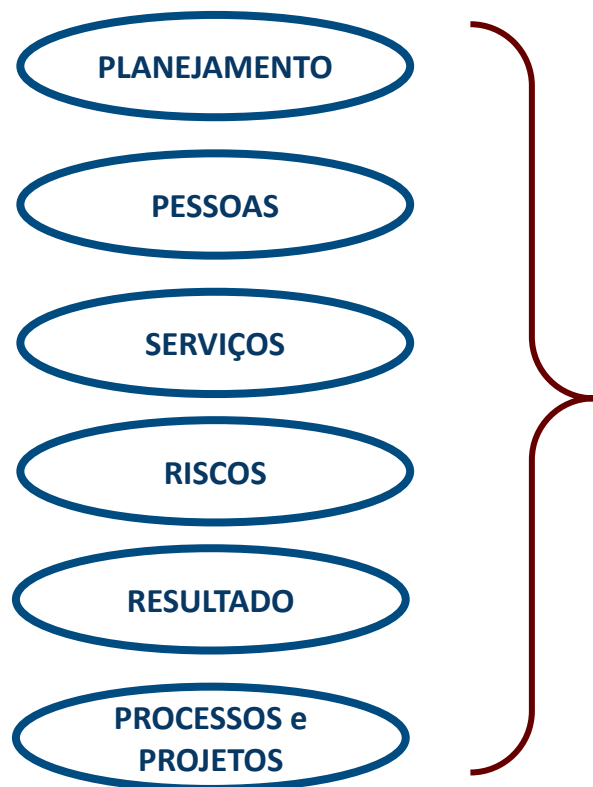 PLANEJAMENTO
PESSOAS
SERVIÇOS
RISCOS
RESULTADO
PROCESSOS e
PROJETOS